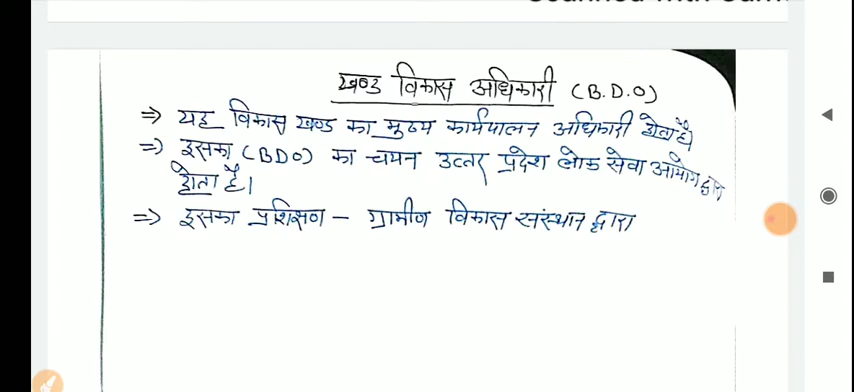 खण्ड विकास अधिकारी (B.D.O)
⇒ यह विकास खण्ड का मुख्य कार्यपालन अधिकारी होता है।
⇒ इसका (BDO) का चयन उत्तर प्रदेश लोक सेवा आयोग द्वारा
होता है।
⇒ इसका प्रशिक्षण - ग्रामीण विकास संस्थान द्वारा